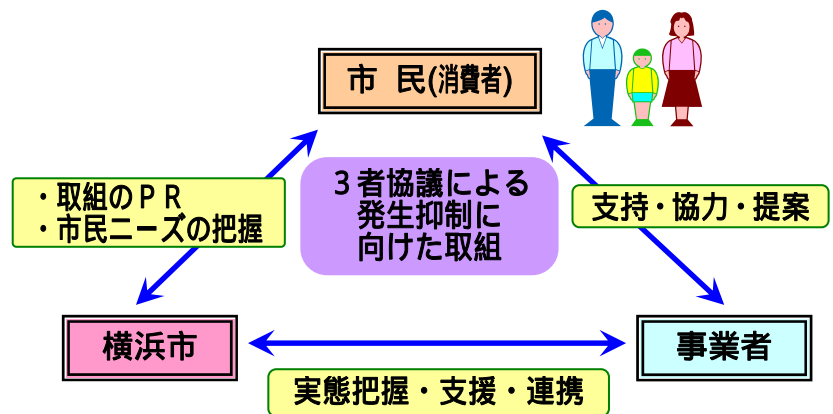 市 民(消費者)
３者協議による
発生抑制に
向けた取組
・取組のＰＲ
・市民ニーズの把握
支持・協力・提案
横浜市
事業者
実態把握・支援・連携